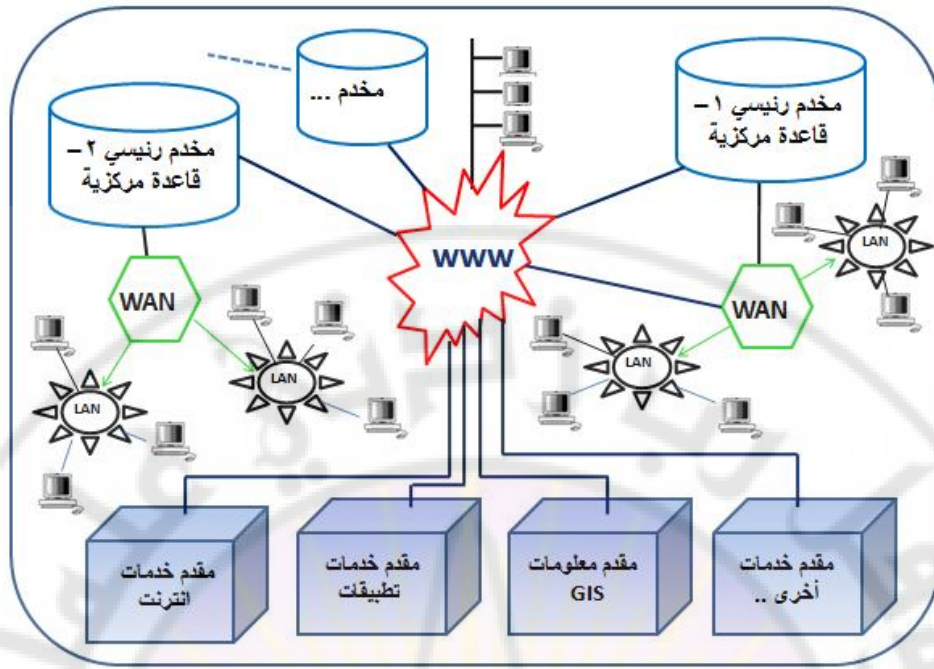 مخدم ...
مخدم رئيسي ١ –
قاعدة مركزية
مخدم رئيسي ٢ –
قاعدة مركزية
WWW
LAN
WAN
WAN
LAN
LAN
LAN
مقدم خدمات
أخرى ..
مقدم معلومات
GIS
مقدم خدمات
تطبيقات
مقدم خدمات
انترنت